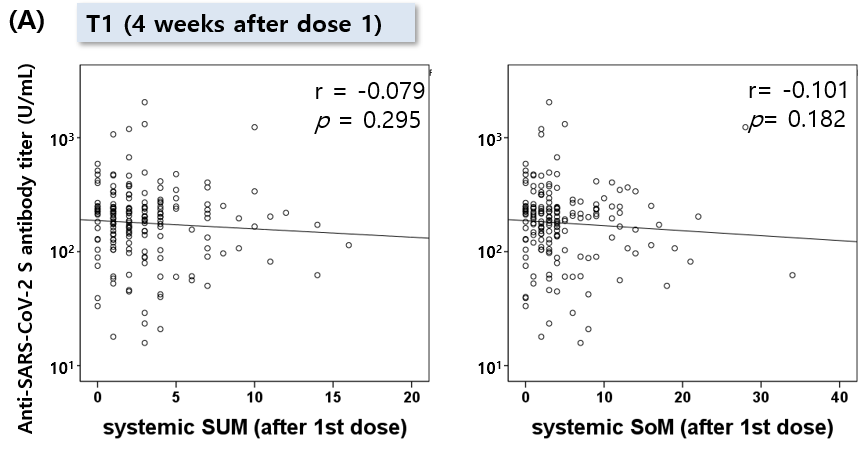 (A)
T1 (4 weeks after dose 1)
Anti-SARS-CoV-2 S antibody titer (U/mL)
r = -0.079
p = 0.295
10³
10²
10¹
0 5 10 15 20
systemic SUM (after 1st dose)
r= -0.101
p= 0.182
10³
10²
10¹
0 10 20 30 40
systemic SoM (after 1st dose)